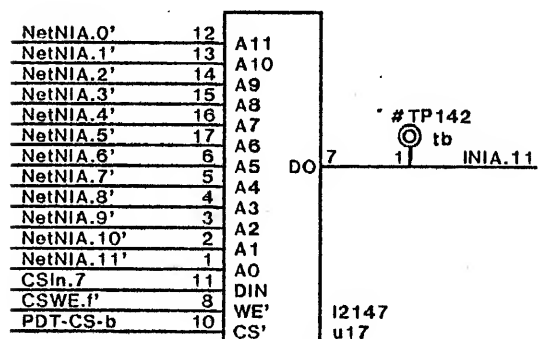 NetNIA.0' 12 A11
NetNIA.1' 13 A10
NetNIA.2' 14 A9
NetNIA.3' 15 A8
NetNIA.4' 16 A7
NetNIA.5' 17 A6
NetNIA.6' 6 A5
NetNIA.7' 5 A4
NetNIA.8' 4 A3
NetNIA.9' 3 A2
NetNIA.10' 2 A1
NetNIA.11' 1 A0
CSIn.7 11 DIN
CSWE.f' 8 WE'
PDT-CS-b 10 CS'
#TP142
tb
DO 7 1 INIA.11
I2147
u17